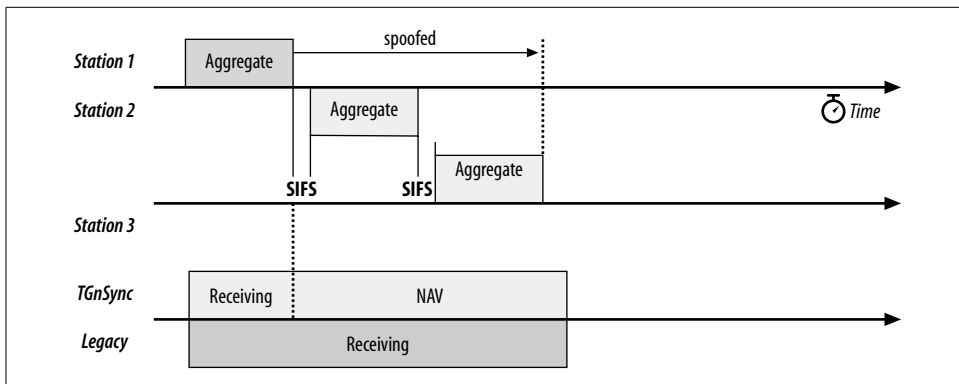 spoofed
Station 1
Aggregate
Station 2
Aggregate
Time
Aggregate
SIFS
SIFS
Station 3
TGnSync
Receiving
NAV
Legacy
Receiving